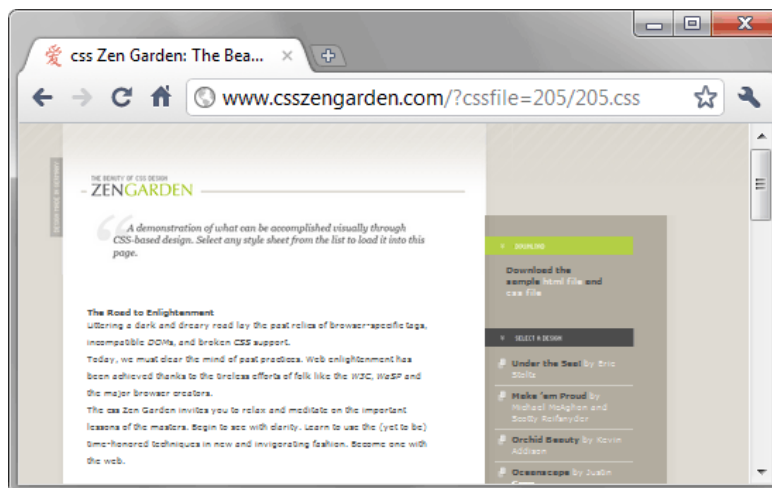 爱 css Zen Garden: The Bea...
www.csszengarden.com/?cssfile=205/205.css
THE BEAUTY OF CSS DESIGN
ZENGARDEN
A demonstration of what can be accomplished visually through
CSS-based design. Select any style sheet from the list to load it into this
page.
The Road to Enlightenment
Littering a dark and dreary road lay the past relics of browser-specific tags,
incompatible DOMs, and broken CSS support.
Today, we must clear the mind of past practices. Web enlightenment has
been achieved thanks to the tireless efforts of folk like the W3C, WaSP and
the major browser creators.
The css Zen Garden invites you to relax and meditate on the important
lessons of the masters. Begin to see with clarity. Learn to use the (yet to be)
time-honored techniques in new and invigorating fashion. Become one with
the web.
DOWNLOAD
Download the
sample html file and
css file
SELECT A DESIGN
Under the Sea! by Eric
Stoltz
Make 'em Proud by
Michael McAghon and
Scotty Reifsnyder
Orchid Beauty by Kevin
Addison
Oceanscape by Justin